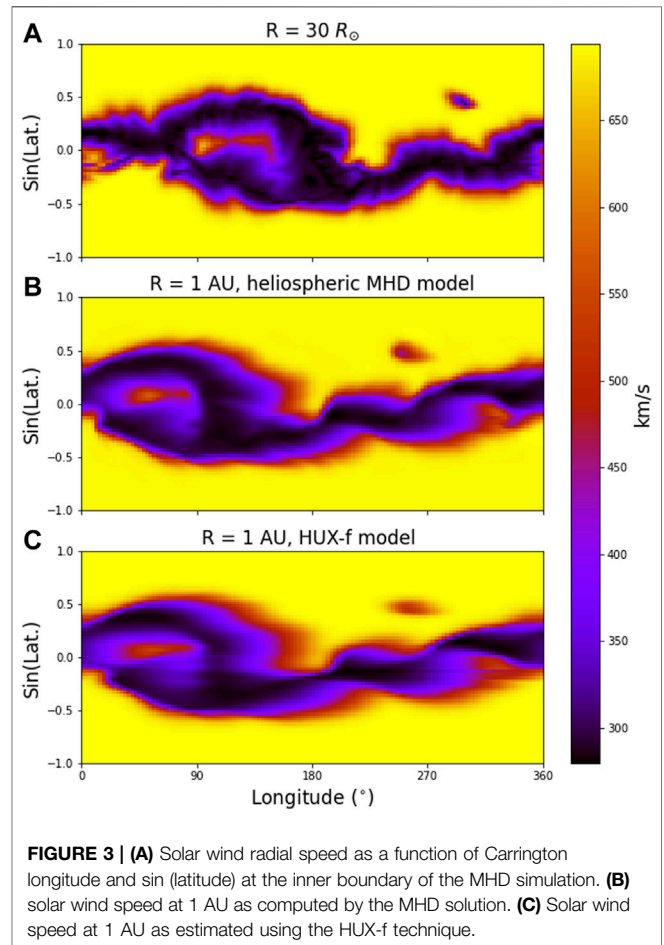 A
R = 30 R☉
Sin(Lat.)
1.0
0.5
0.0
−0.5
−1.0
B
R = 1 AU, heliospheric MHD model
Sin(Lat.)
1.0
0.5
0.0
−0.5
−1.0
C
R = 1 AU, HUX-f model
Sin(Lat.)
1.0
0.5
0.0
−0.5
−1.0
0 90 180 270 360
Longitude (°)
650
600
550
500
450
400
350
300
km/s
FIGURE 3 | (A) Solar wind radial speed as a function of Carrington
longitude and sin (latitude) at the inner boundary of the MHD simulation. (B)
solar wind speed at 1 AU as computed by the MHD solution. (C) Solar wind
speed at 1 AU as estimated using the HUX-f technique.